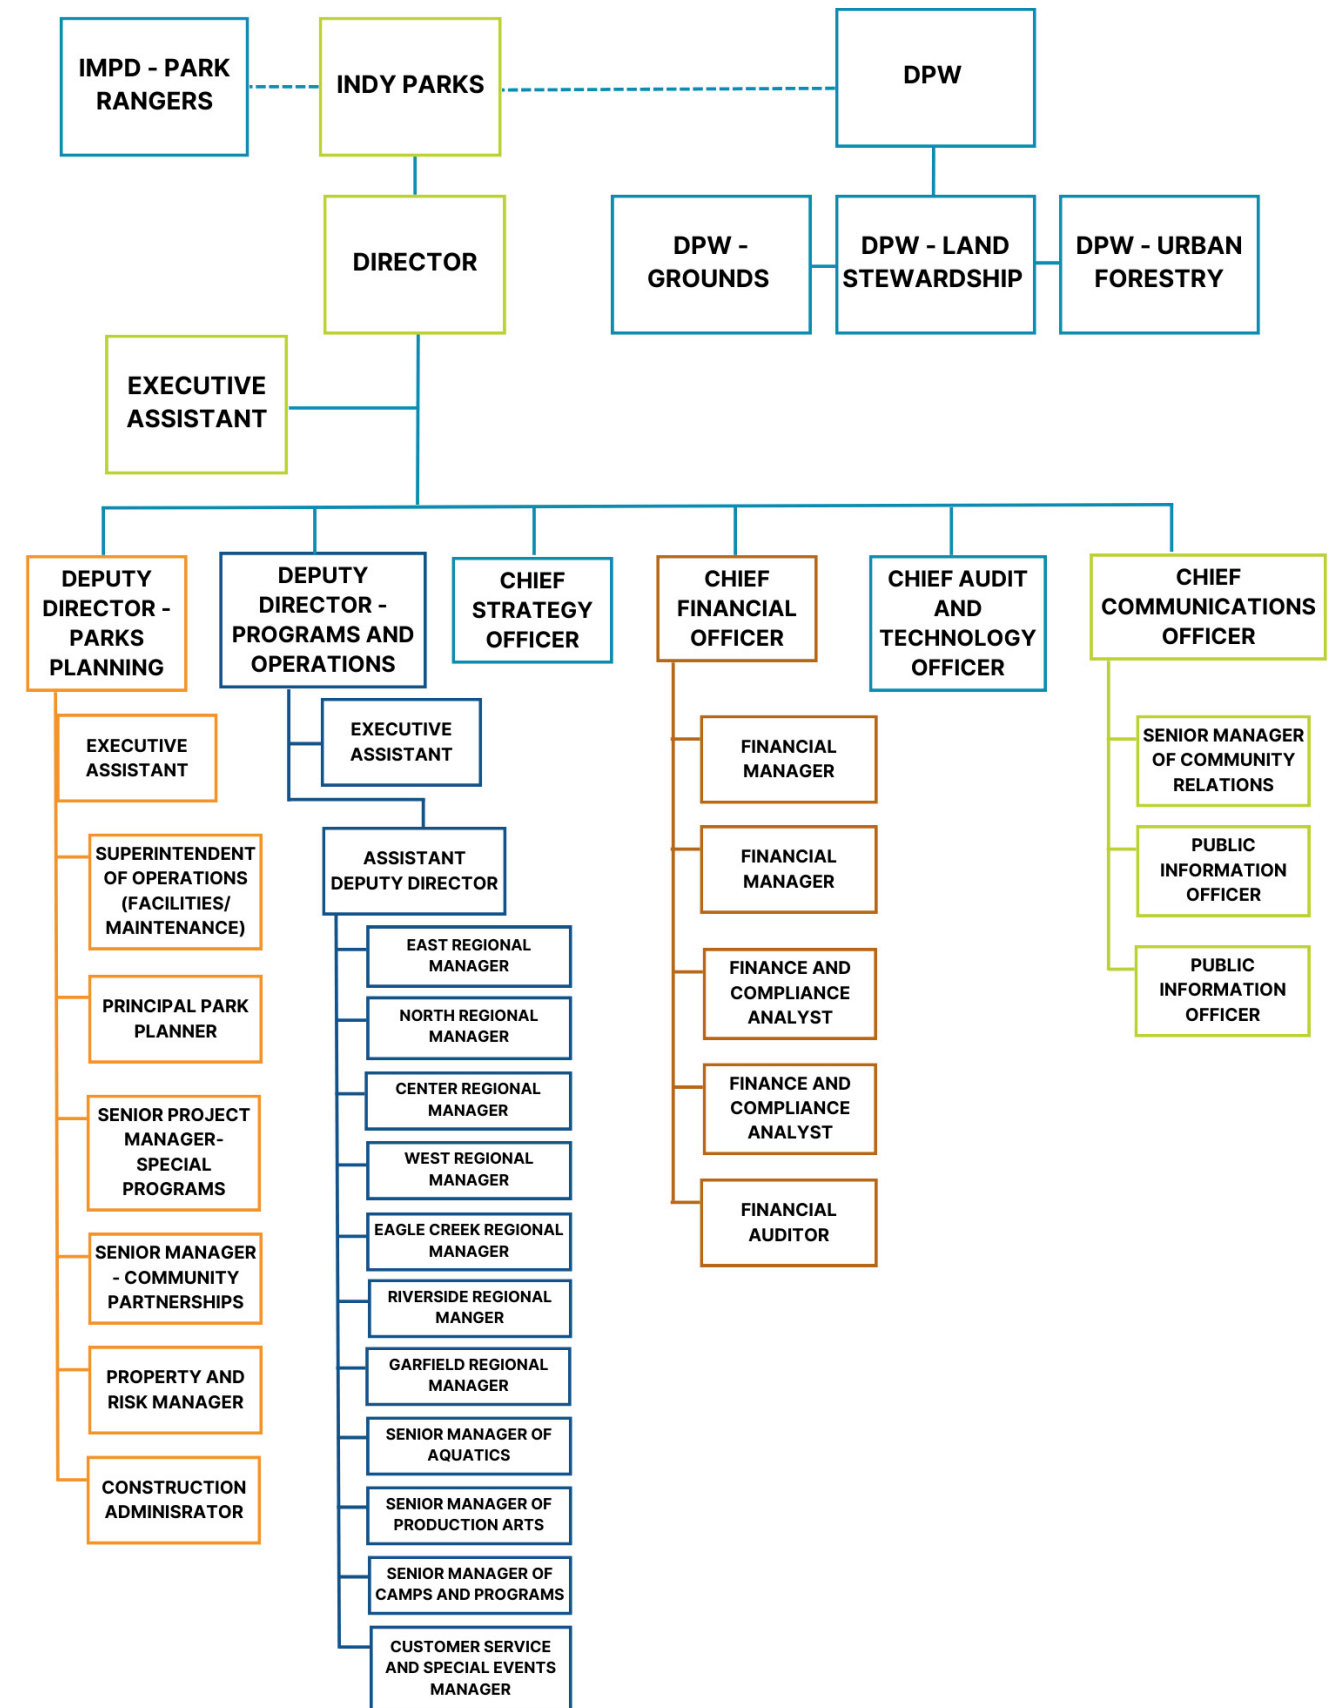 IMPD - PARK
RANGERS
INDY PARKS
DPW
DIRECTOR
DPW -
GROUNDS
DPW - LAND
STEWARDSHIP
DPW - URBAN
FORESTRY
EXECUTIVE
ASSISTANT
DEPUTY
DIRECTOR -
PARKS
PLANNING
DEPUTY
DIRECTOR -
PROGRAMS AND
OPERATIONS
CHIEF
STRATEGY
OFFICER
CHIEF
FINANCIAL
OFFICER
CHIEF AUDIT
AND
TECHNOLOGY
OFFICER
CHIEF
COMMUNICATIONS
OFFICER
EXECUTIVE
ASSISTANT
SUPERINTENDENT
OF OPERATIONS
(FACILITIES/
MAINTENANCE)
PRINCIPAL PARK
PLANNER
SENIOR PROJECT
MANAGER-
SPECIAL
PROGRAMS
SENIOR MANAGER
- COMMUNITY
PARTNERSHIPS
PROPERTY AND
RISK MANAGER
CONSTRUCTION
ADMINISRATOR
EXECUTIVE
ASSISTANT
ASSISTANT
DEPUTY DIRECTOR
EAST REGIONAL
MANAGER
NORTH REGIONAL
MANAGER
CENTER REGIONAL
MANAGER
WEST REGIONAL
MANAGER
EAGLE CREEK REGIONAL
MANAGER
RIVERSIDE REGIONAL
MANGER
GARFIELD REGIONAL
MANAGER
SENIOR MANAGER OF
AQUATICS
SENIOR MANAGER OF
PRODUCTION ARTS
SENIOR MANAGER OF
CAMPS AND PROGRAMS
CUSTOMER SERVICE
AND SPECIAL EVENTS
MANAGER
FINANCIAL
MANAGER
FINANCIAL
MANAGER
FINANCE AND
COMPLIANCE
ANALYST
FINANCE AND
COMPLIANCE
ANALYST
FINANCIAL
AUDITOR
SENIOR MANAGER
OF COMMUNITY
RELATIONS
PUBLIC
INFORMATION
OFFICER
PUBLIC
INFORMATION
OFFICER